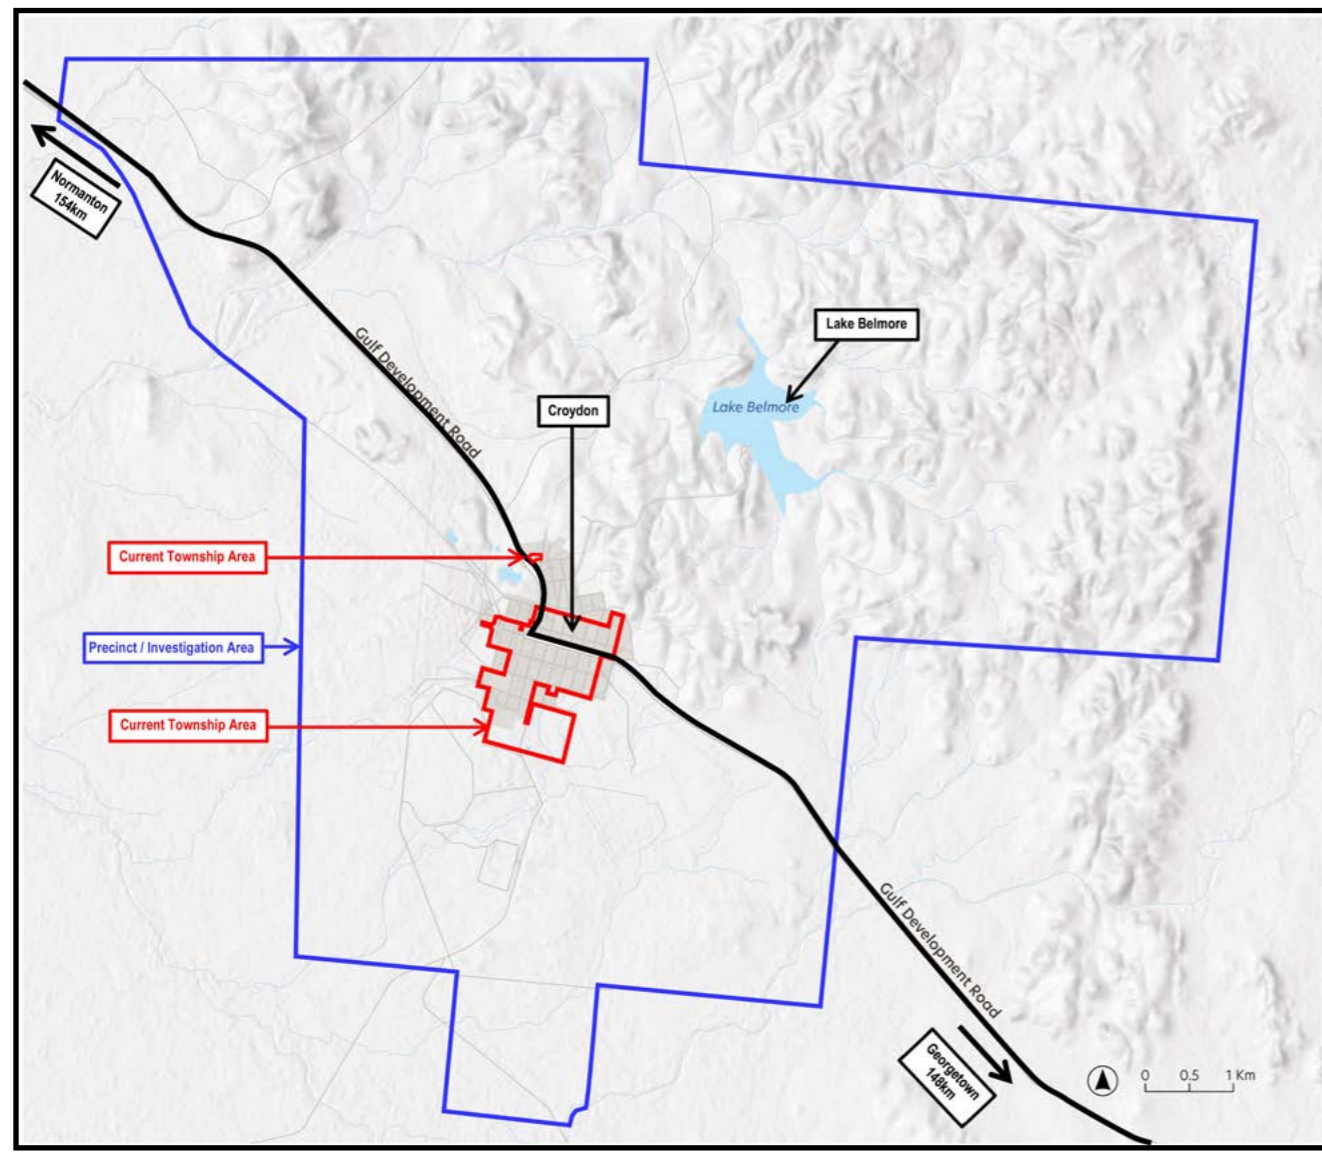 Normanton
154km
Lake Belmore
Gulf Development Road
Lake Belmore
Croydon
Current Township Area
Precinct / Investigation Area
Current Township Area
Gulf Development Road
Georgetown
148km
0 0.5 1 Km